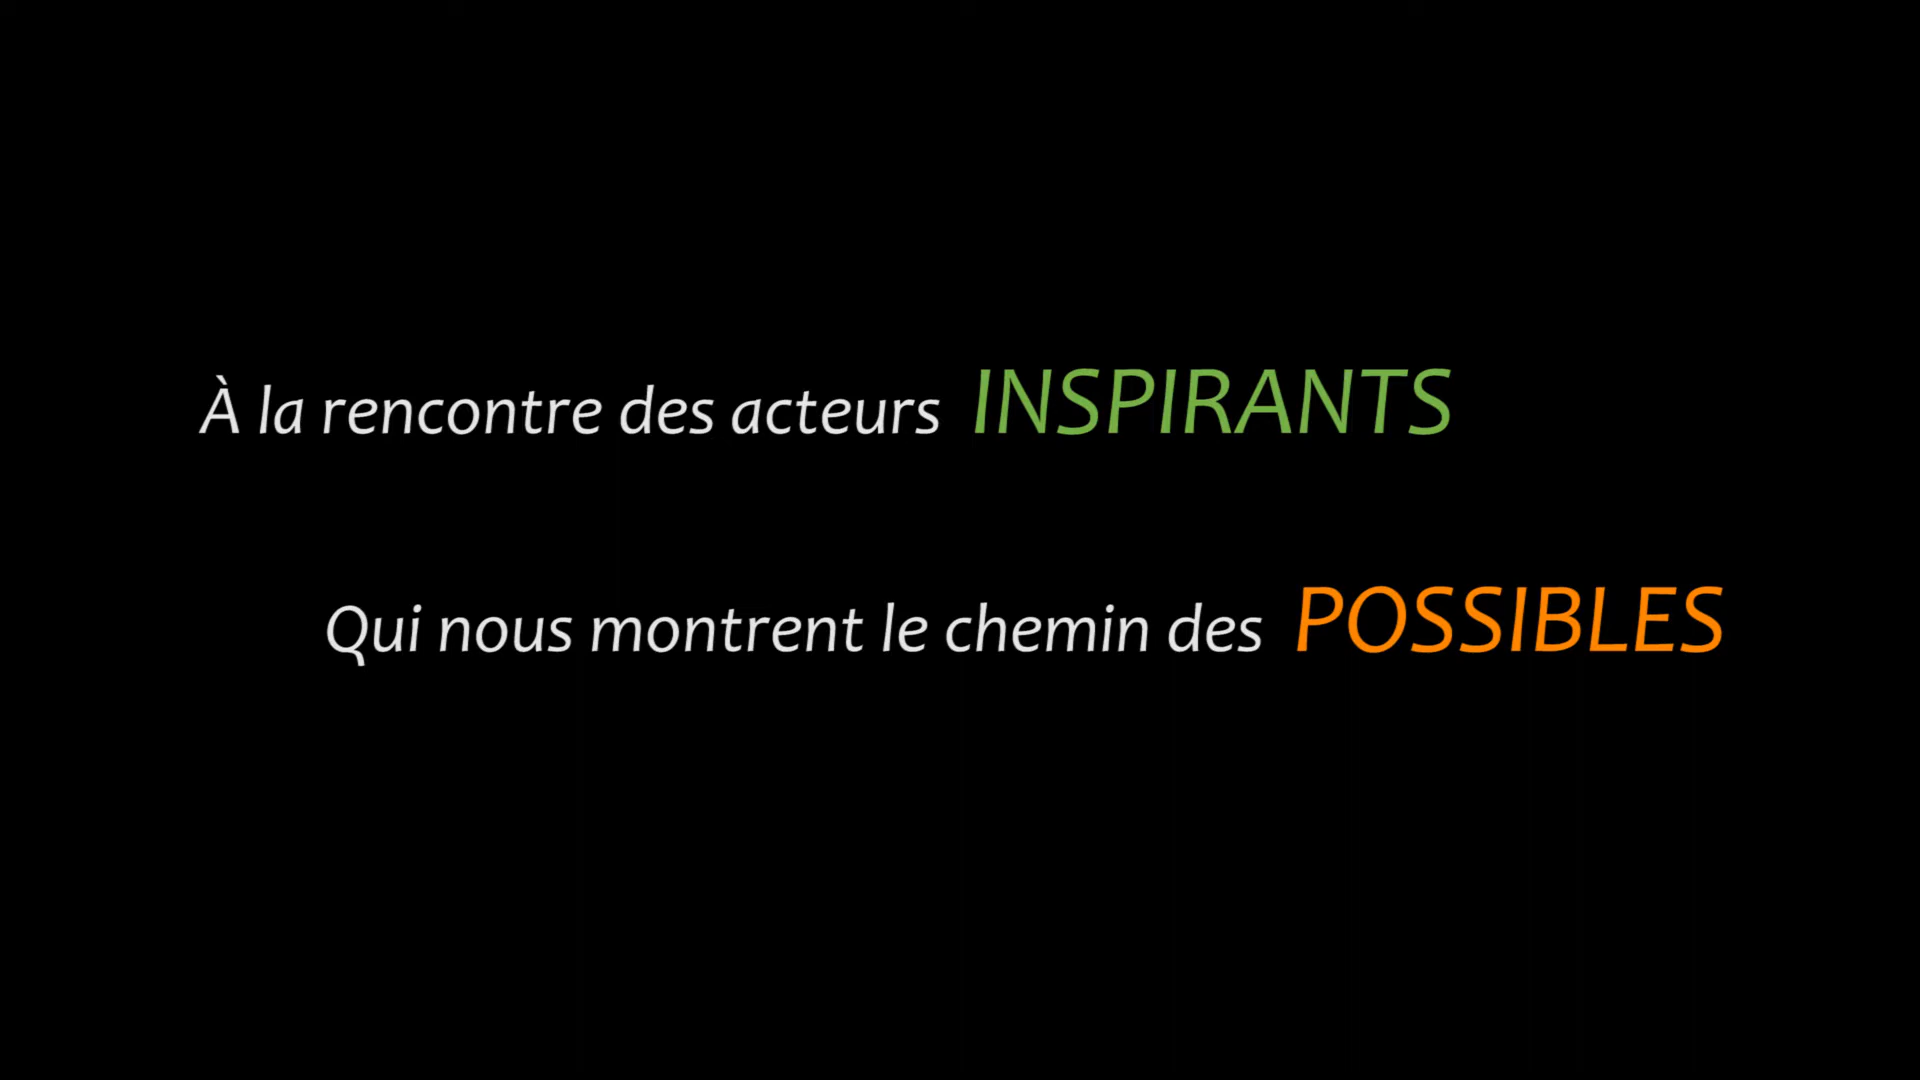 À la rencontre des acteurs INSPIRANTS
Qui nous montrent le chemin des POSSIBLES